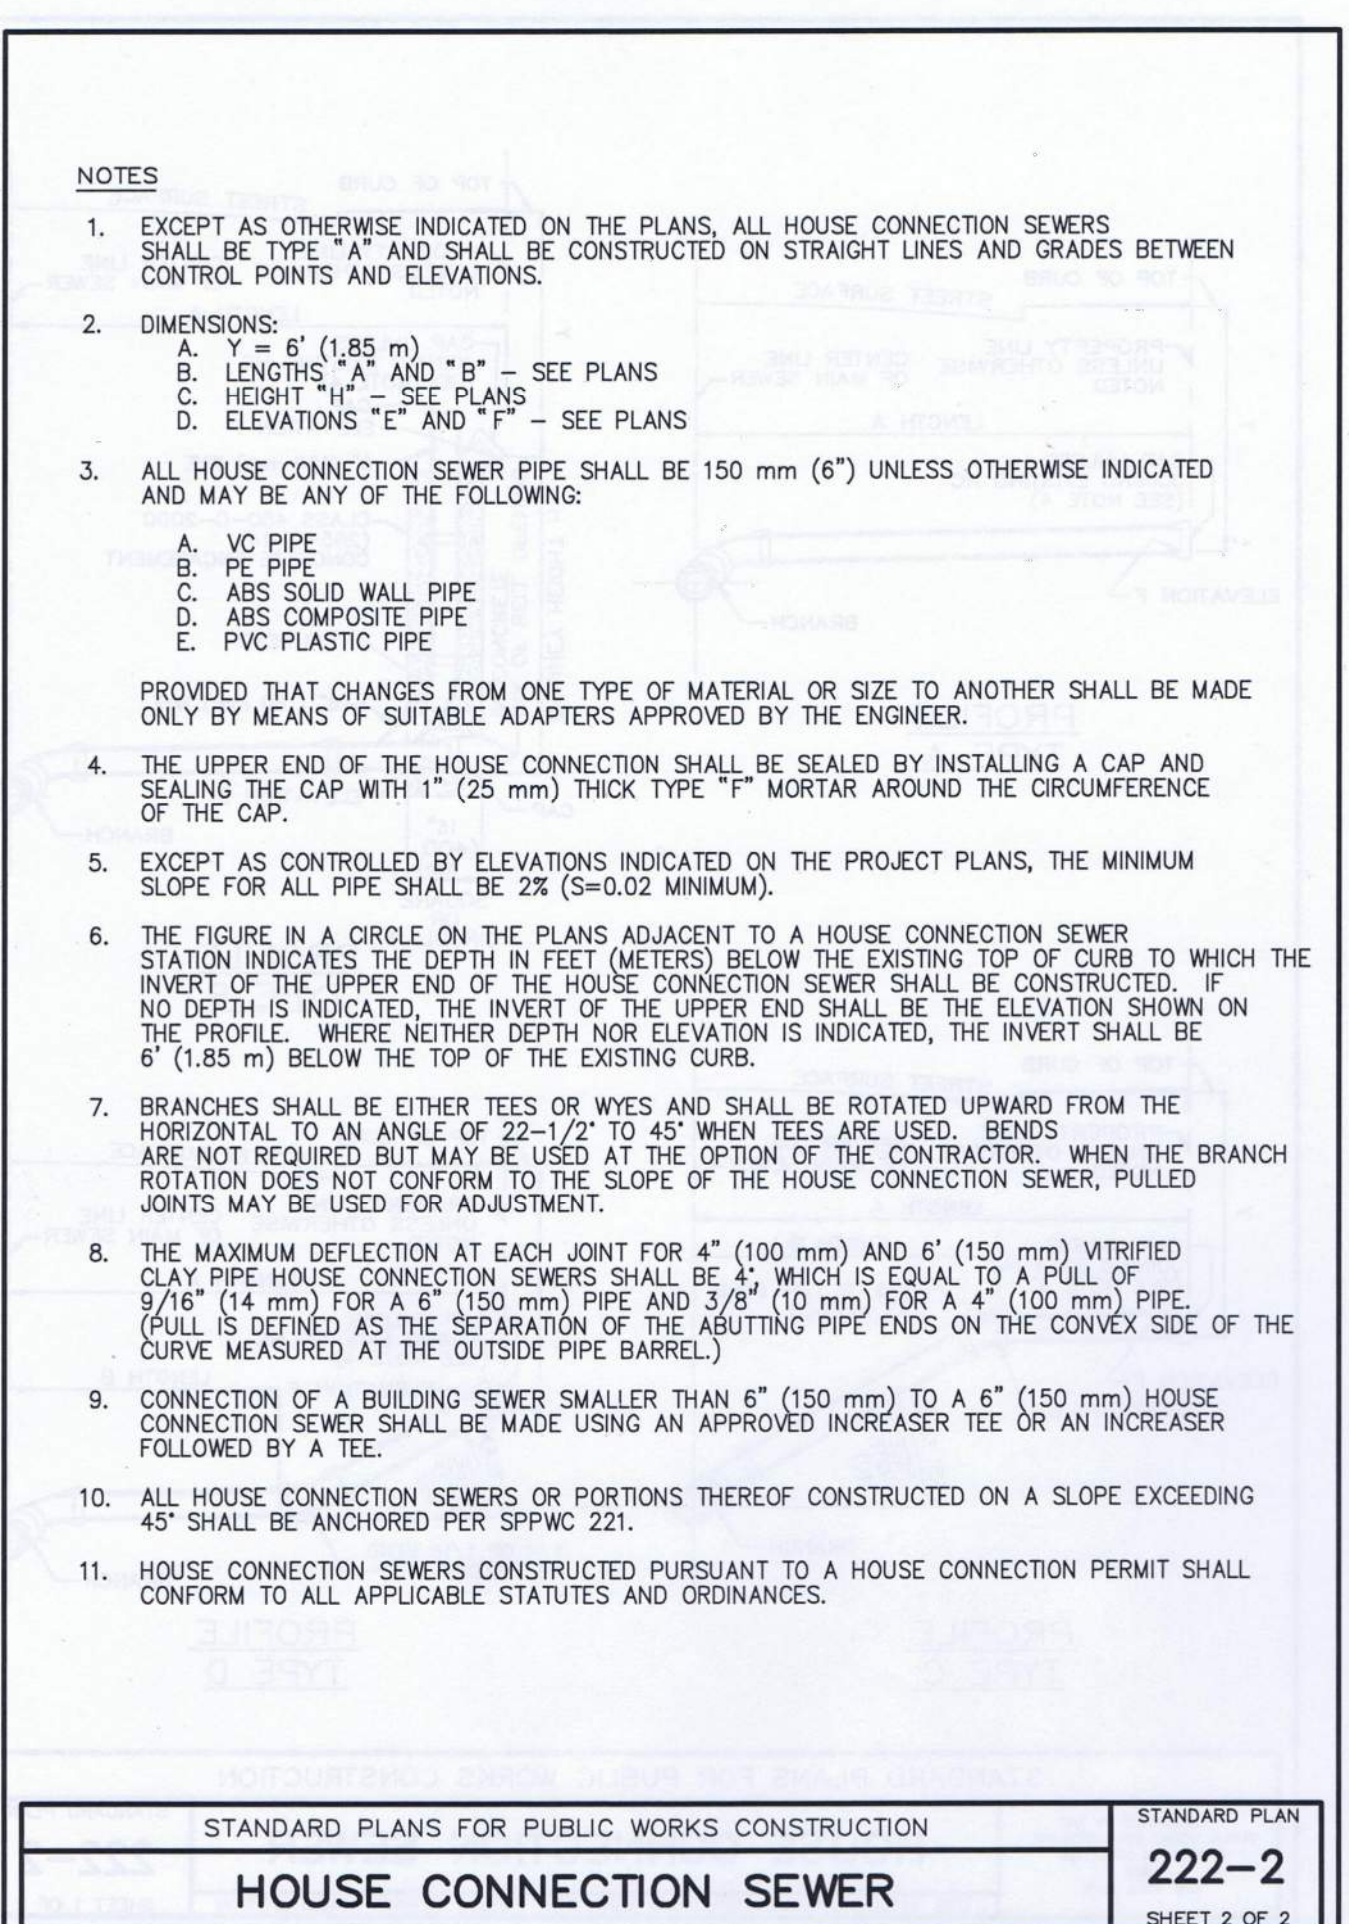 NOTES
1. EXCEPT AS OTHERWISE INDICATED ON THE PLANS, ALL HOUSE CONNECTION SEWERS
SHALL BE TYPE "A" AND SHALL BE CONSTRUCTED ON STRAIGHT LINES AND GRADES BETWEEN
CONTROL POINTS AND ELEVATIONS.
2. DIMENSIONS:
A. Y = 6' (1.85 m)
B. LENGTHS "A" AND "B" – SEE PLANS
C. HEIGHT "H" – SEE PLANS
D. ELEVATIONS "E" AND "F" – SEE PLANS
3. ALL HOUSE CONNECTION SEWER PIPE SHALL BE 150 mm (6") UNLESS OTHERWISE INDICATED
AND MAY BE ANY OF THE FOLLOWING:
A. VC PIPE
B. PE PIPE
C. ABS SOLID WALL PIPE
D. ABS COMPOSITE PIPE
E. PVC PLASTIC PIPE
PROVIDED THAT CHANGES FROM ONE TYPE OF MATERIAL OR SIZE TO ANOTHER SHALL BE MADE
ONLY BY MEANS OF SUITABLE ADAPTERS APPROVED BY THE ENGINEER.
4. THE UPPER END OF THE HOUSE CONNECTION SHALL BE SEALED BY INSTALLING A CAP AND
SEALING THE CAP WITH 1" (25 mm) THICK TYPE "F" MORTAR AROUND THE CIRCUMFERENCE
OF THE CAP.
5. EXCEPT AS CONTROLLED BY ELEVATIONS INDICATED ON THE PROJECT PLANS, THE MINIMUM
SLOPE FOR ALL PIPE SHALL BE 2% (S=0.02 MINIMUM).
6. THE FIGURE IN A CIRCLE ON THE PLANS ADJACENT TO A HOUSE CONNECTION SEWER
STATION INDICATES THE DEPTH IN FEET (METERS) BELOW THE EXISTING TOP OF CURB TO WHICH THE
INVERT OF THE UPPER END OF THE HOUSE CONNECTION SEWER SHALL BE CONSTRUCTED. IF
NO DEPTH IS INDICATED, THE INVERT OF THE UPPER END SHALL BE THE ELEVATION SHOWN ON
THE PROFILE. WHERE NEITHER DEPTH NOR ELEVATION IS INDICATED, THE INVERT SHALL BE
6' (1.85 m) BELOW THE TOP OF THE EXISTING CURB.
7. BRANCHES SHALL BE EITHER TEES OR WYES AND SHALL BE ROTATED UPWARD FROM THE
HORIZONTAL TO AN ANGLE OF 22–1/2° TO 45° WHEN TEES ARE USED. BENDS
ARE NOT REQUIRED BUT MAY BE USED AT THE OPTION OF THE CONTRACTOR. WHEN THE BRANCH
ROTATION DOES NOT CONFORM TO THE SLOPE OF THE HOUSE CONNECTION SEWER, PULLED
JOINTS MAY BE USED FOR ADJUSTMENT.
8. THE MAXIMUM DEFLECTION AT EACH JOINT FOR 4" (100 mm) AND 6' (150 mm) VITRIFIED
CLAY PIPE HOUSE CONNECTION SEWERS SHALL BE 4°, WHICH IS EQUAL TO A PULL OF
9/16" (14 mm) FOR A 6" (150 mm) PIPE AND 3/8" (10 mm) FOR A 4" (100 mm) PIPE.
(PULL IS DEFINED AS THE SEPARATION OF THE ABUTTING PIPE ENDS ON THE CONVEX SIDE OF THE
CURVE MEASURED AT THE OUTSIDE PIPE BARREL.)
9. CONNECTION OF A BUILDING SEWER SMALLER THAN 6" (150 mm) TO A 6" (150 mm) HOUSE
CONNECTION SEWER SHALL BE MADE USING AN APPROVED INCREASER TEE OR AN INCREASER
FOLLOWED BY A TEE.
10. ALL HOUSE CONNECTION SEWERS OR PORTIONS THEREOF CONSTRUCTED ON A SLOPE EXCEEDING
45° SHALL BE ANCHORED PER SPPWC 221.
11. HOUSE CONNECTION SEWERS CONSTRUCTED PURSUANT TO A HOUSE CONNECTION PERMIT SHALL
CONFORM TO ALL APPLICABLE STATUTES AND ORDINANCES.
STANDARD PLANS FOR PUBLIC WORKS CONSTRUCTION
HOUSE CONNECTION SEWER
STANDARD PLAN
222–2
SHEET 2 OF 2